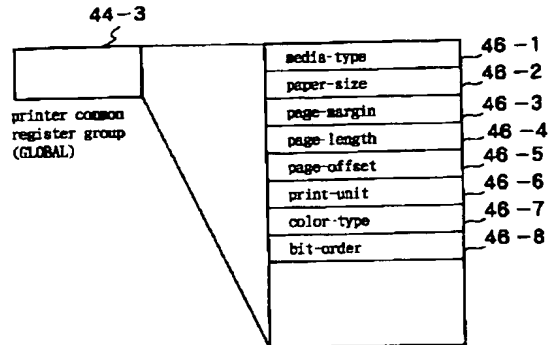 44-3
printer common
register group
(GLOBAL)
media-type 46-1
paper-size 46-2
page-margin 46-3
page-length 46-4
page-offset 46-5
print-unit 46-6
color-type 46-7
bit-order 46-8